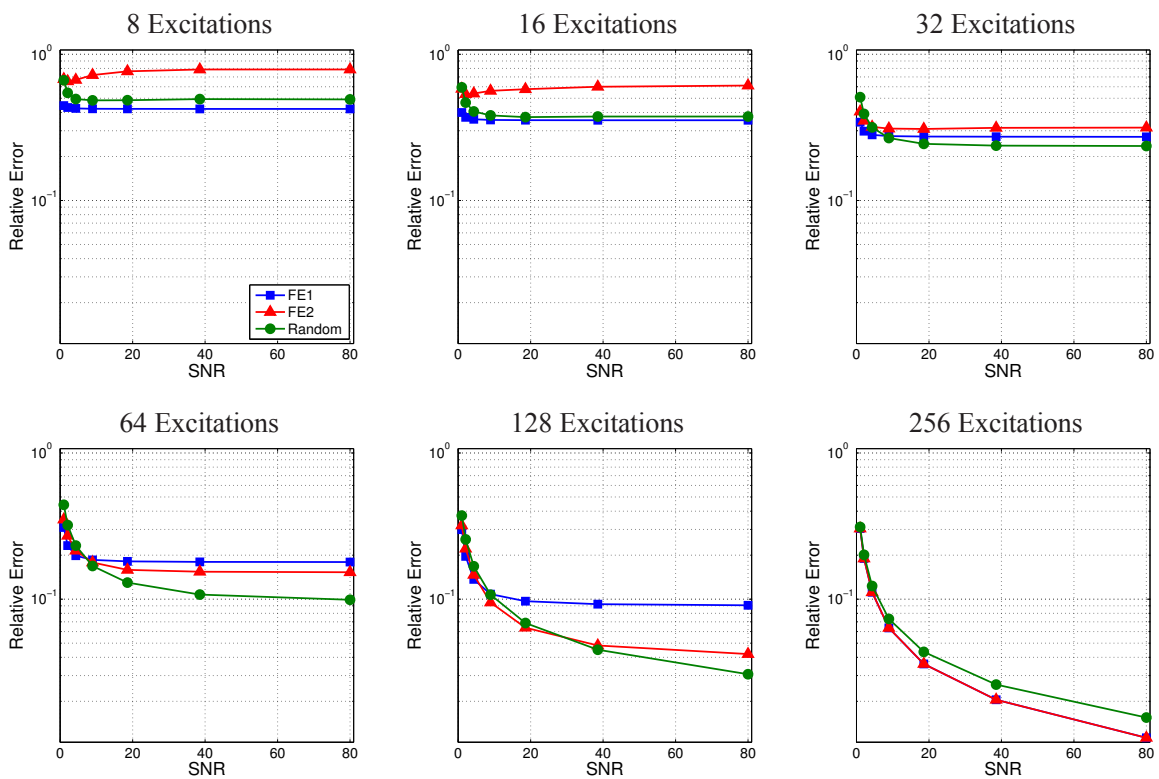 8 Excitations
16 Excitations
32 Excitations
10^0
10^-1
Relative Error
FE1
FE2
Random
0 20 40 60 80
SNR
10^0
10^-1
Relative Error
0 20 40 60 80
SNR
10^0
10^-1
Relative Error
0 20 40 60 80
SNR
64 Excitations
128 Excitations
256 Excitations
10^0
10^-1
Relative Error
0 20 40 60 80
SNR
10^0
10^-1
Relative Error
0 20 40 60 80
SNR
10^0
10^-1
Relative Error
0 20 40 60 80
SNR